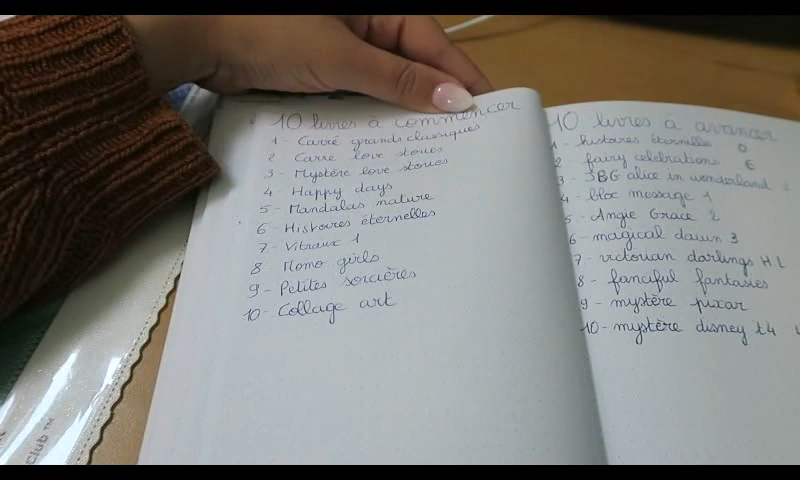 10 livres à commencer
1 - Carré grands classiques
2 - Carré love stories
3 - Mystère love stories
4 - Happy days
5 - Mandalas nature
6 - Histoires éternelles
7 - Vitraux 1
8 - Momo girls
9 - Petites sorcières
10 - Collage art
10 livres à avancer
1 - histoires éternelles 0
2 - fairy celebrations 6
3 - JBG alice in wonderland
4 - bloc message 1
5 - Angie Grace 2
6 - magical dawn 3
7 - victorian darlings H L
8 - fanciful fantasies
9 - mystère pixar
10 - mystère disney t4
Club™